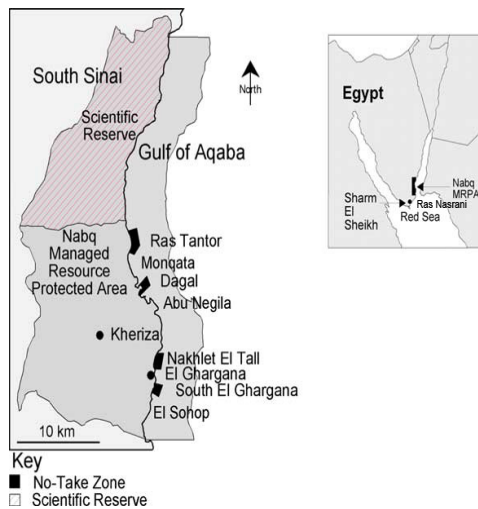 South Sinai
Scientific
Reserve
North
Gulf of Aqaba
Nabq
Managed
Resource
Protected Area
Ras Tantor
Monqata
Dagal
Abu Negila
Kheriza
Nakhlet El Tall
El Ghargana
South El Ghargana
El Sohop
10 km
Key
No-Take Zone
Scientific Reserve
Egypt
Nabq
MRPA
Ras Nasrani
Sharm
El
Sheikh
Red Sea